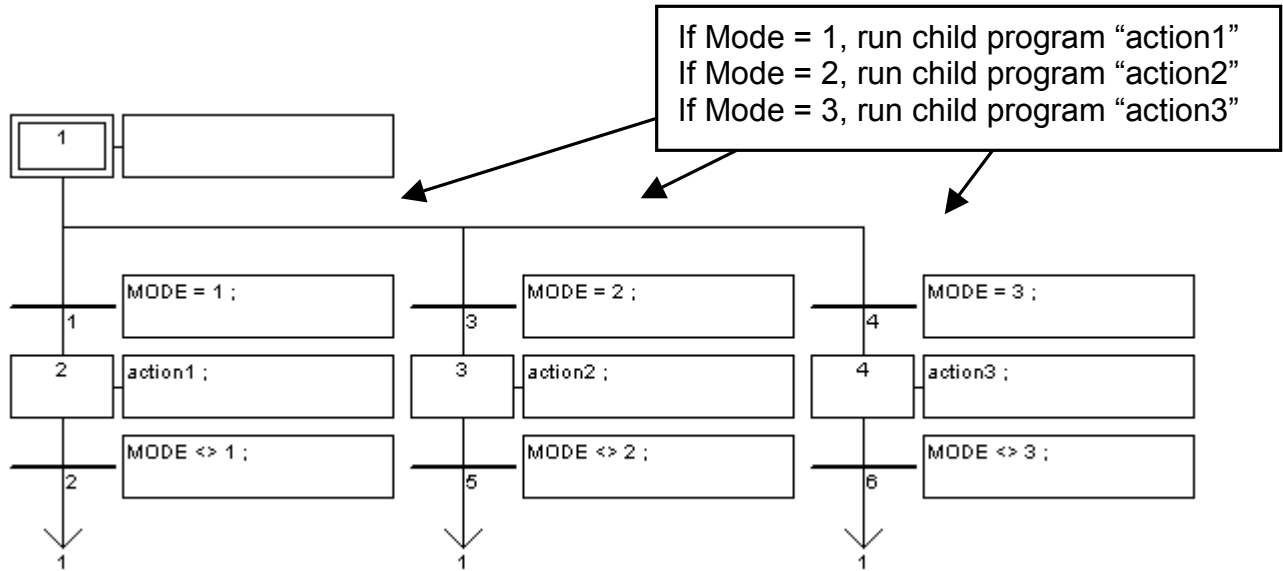 If Mode = 1, run child program “action1”
If Mode = 2, run child program “action2”
If Mode = 3, run child program “action3”
1
MODE = 1 ;
1
MODE = 2 ;
3
MODE = 3 ;
4
2
action1 ;
3
action2 ;
4
action3 ;
MODE <> 1 ;
2
MODE <> 2 ;
5
MODE <> 3 ;
6
1
1
1